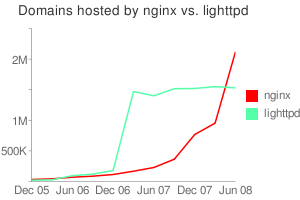 Domains hosted by nginx vs. lighttpd
2M
1M
500K
nginx
lighttpd
Dec 05 Jun 06 Dec 06 Jun 07 Dec 07 Jun 08